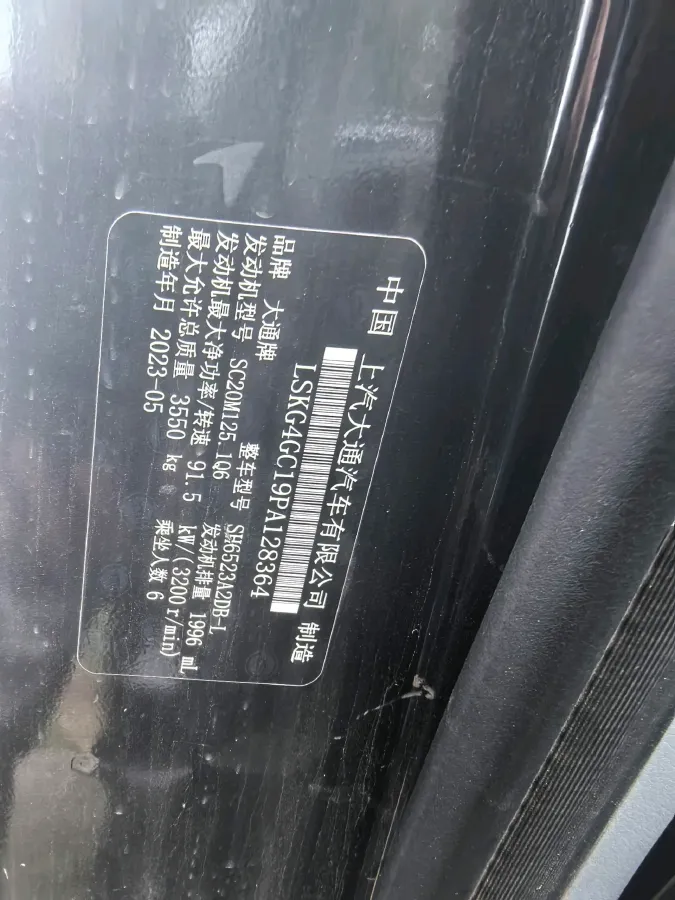 中国 上汽大通汽车有限公司 制造
LSKG4GC19PA128364
品牌 大通牌 整车型号 SH6523A2DB-L
发动机型号 SC20M125.1Q6 发动机排量 1996 mL
发动机最大净功率/转速 91.5 kW/(3200r/min)
最大允许总质量 3550 kg 乘坐人数 6
制造年月 2023-05